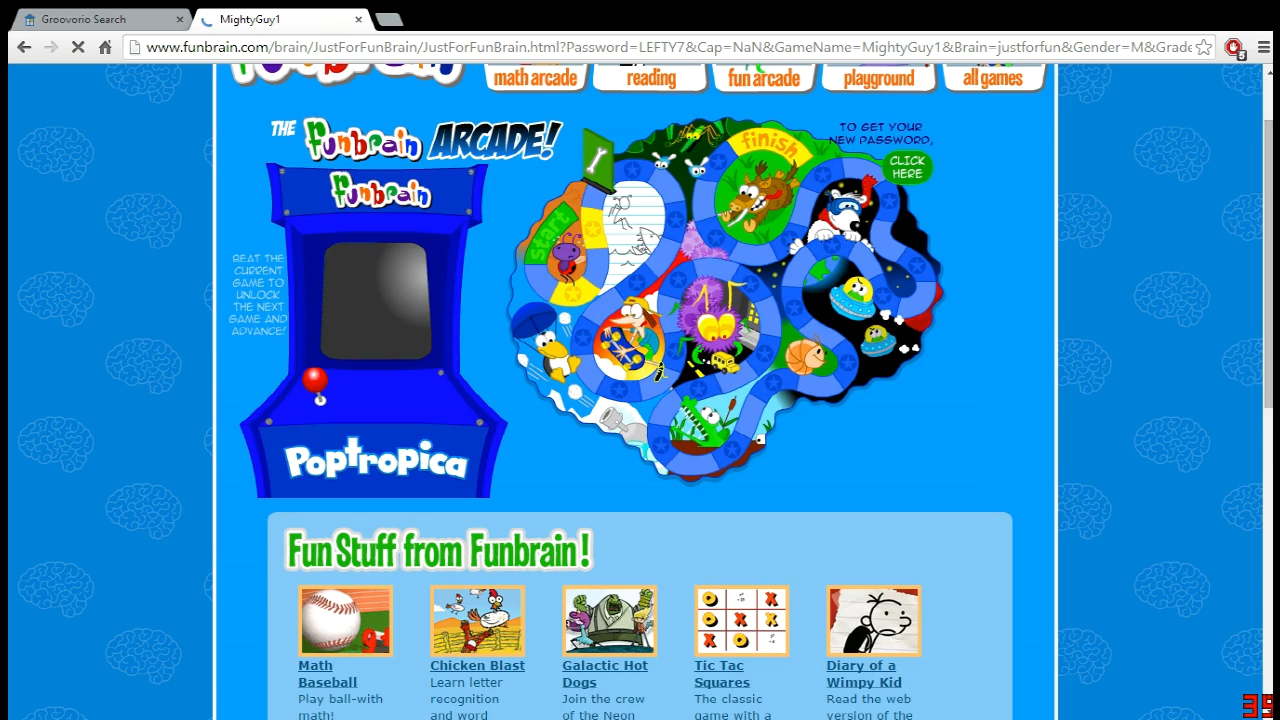 Groovorio Search
MightyGuy1
www.funbrain.com/brain/JustForFunBrain/JustForFunBrain.html?Password=LEFTY7&Cap=NaN&GameName=MightyGuy1&Brain=justforfun&Gender=M&Grade
5
math arcade
reading
fun arcade
playground
all games
THE funbrain ARCADE!
funbrain
BEAT THE
CURRENT
GAME TO
UNLOCK
THE NEXT
GAME AND
ADVANCE!
Poptropica
start
finish
TO GET YOUR
NEW PASSWORD,
CLICK
HERE
Fun Stuff from Funbrain!
Math
Baseball
Play ball-with
math!
Chicken Blast
Learn letter
recognition
and word
Galactic Hot
Dogs
Join the crew
of the Neon
Tic Tac
Squares
The classic
game with a
Diary of a
Wimpy Kid
Read the web
version of the
39